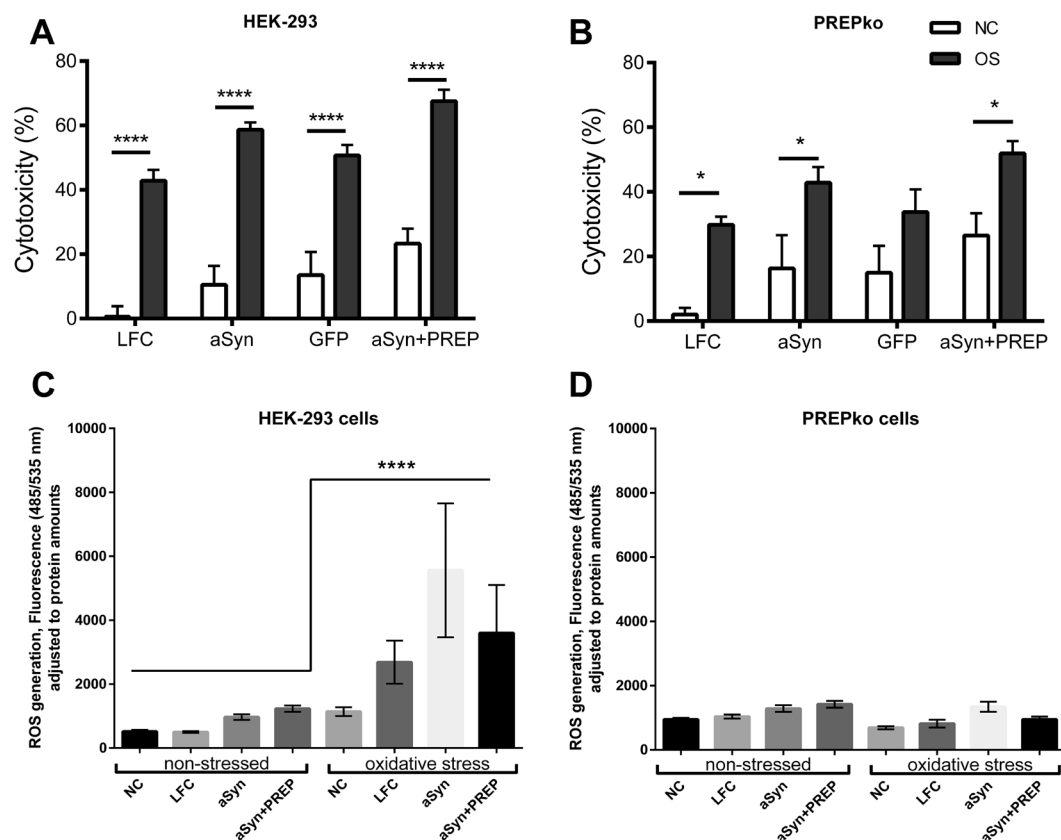 A
HEK-293
Cytotoxicity (%)
80
60
40
20
0
****
****
****
****
LFC
aSyn
GFP
aSyn+PREP
B
PREPko
NC
OS
Cytotoxicity (%)
80
60
40
20
0
*
*
*
LFC
aSyn
GFP
aSyn+PREP
C
HEK-293 cells
ROS generation, Fluorescence (485/535 nm)
adjusted to protein amounts
10000
8000
6000
4000
2000
0
****
non-stressed
oxidative stress
NC
LFC
aSyn
aSyn+PREP
NC
LFC
aSyn
aSyn+PREP
D
PREPko cells
ROS generation, Fluorescence (485/535 nm)
adjusted to protein amounts
10000
8000
6000
4000
2000
0
non-stressed
oxidative stress
NC
LFC
aSyn
aSyn+PREP
NC
LFC
aSyn
aSyn+PREP